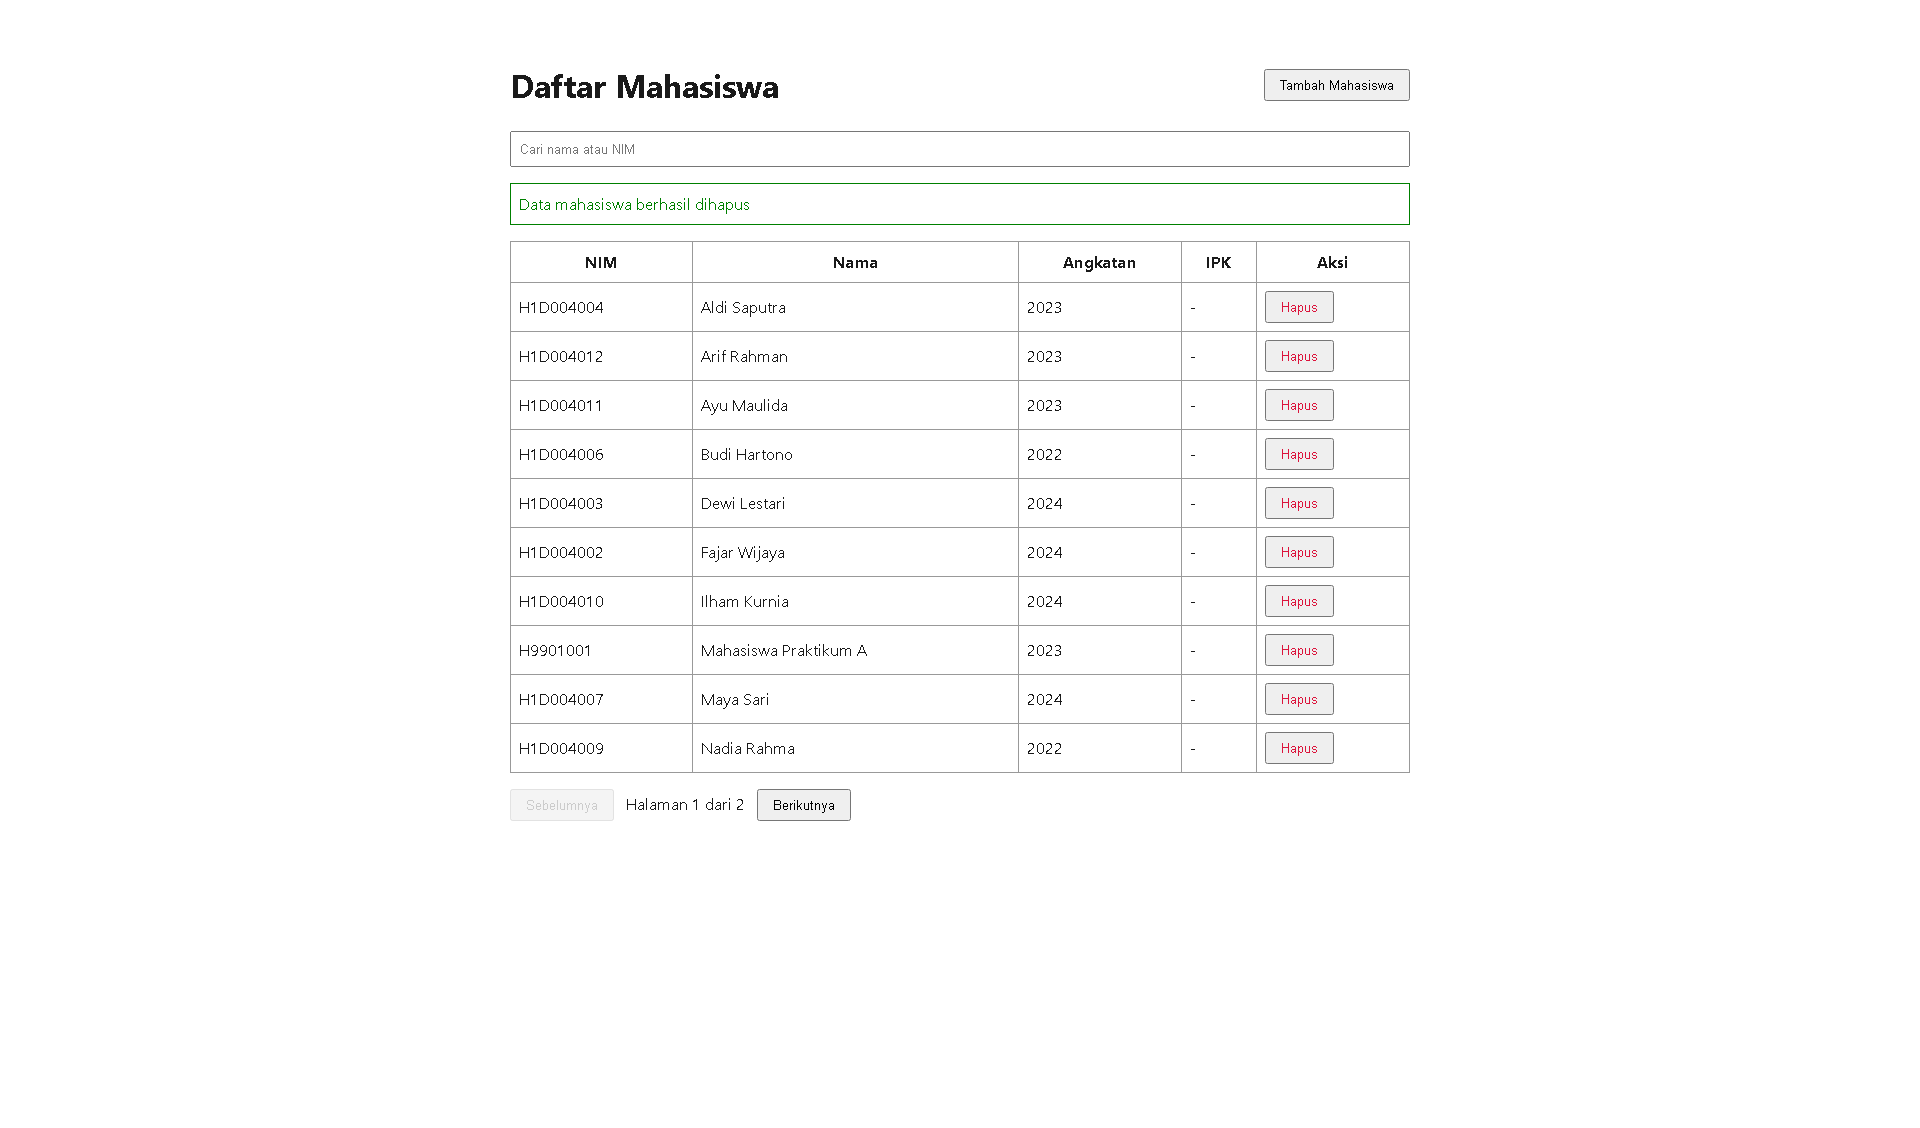 Daftar Mahasiswa
Tambah Mahasiswa
Cari nama atau NIM
Data mahasiswa berhasil dihapus
NIM Nama Angkatan IPK Aksi
H1D004004 Aldi Saputra 2023 - Hapus
H1D004012 Arif Rahman 2023 - Hapus
H1D004011 Ayu Maulida 2023 - Hapus
H1D004006 Budi Hartono 2022 - Hapus
H1D004003 Dewi Lestari 2024 - Hapus
H1D004002 Fajar Wijaya 2024 - Hapus
H1D004010 Ilham Kurnia 2024 - Hapus
H9901001 Mahasiswa Praktikum A 2023 - Hapus
H1D004007 Maya Sari 2024 - Hapus
H1D004009 Nadia Rahma 2022 - Hapus
Sebelumnya Halaman 1 dari 2 Berikutnya